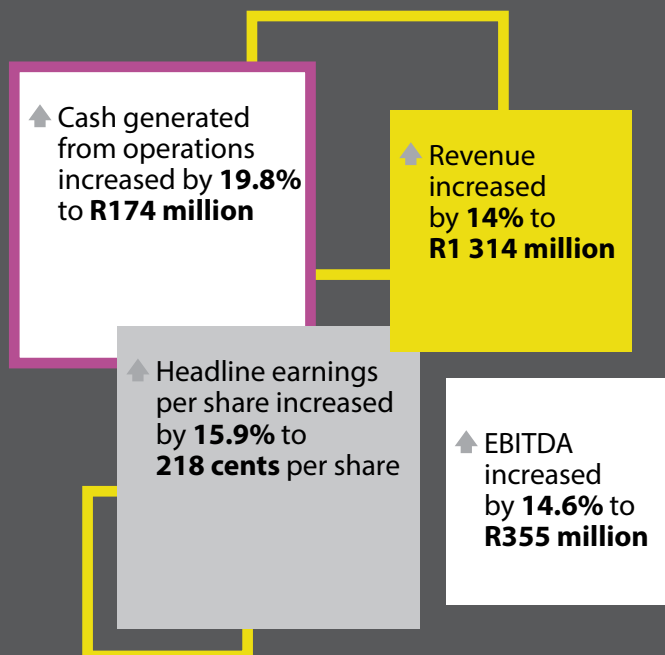 Cash generated
from operations
increased by 19.8%
to R174 million
Revenue
increased
by 14% to
R1 314 million
Headline earnings
per share increased
by 15.9% to
218 cents per share
EBITDA
increased
by 14.6% to
R355 million